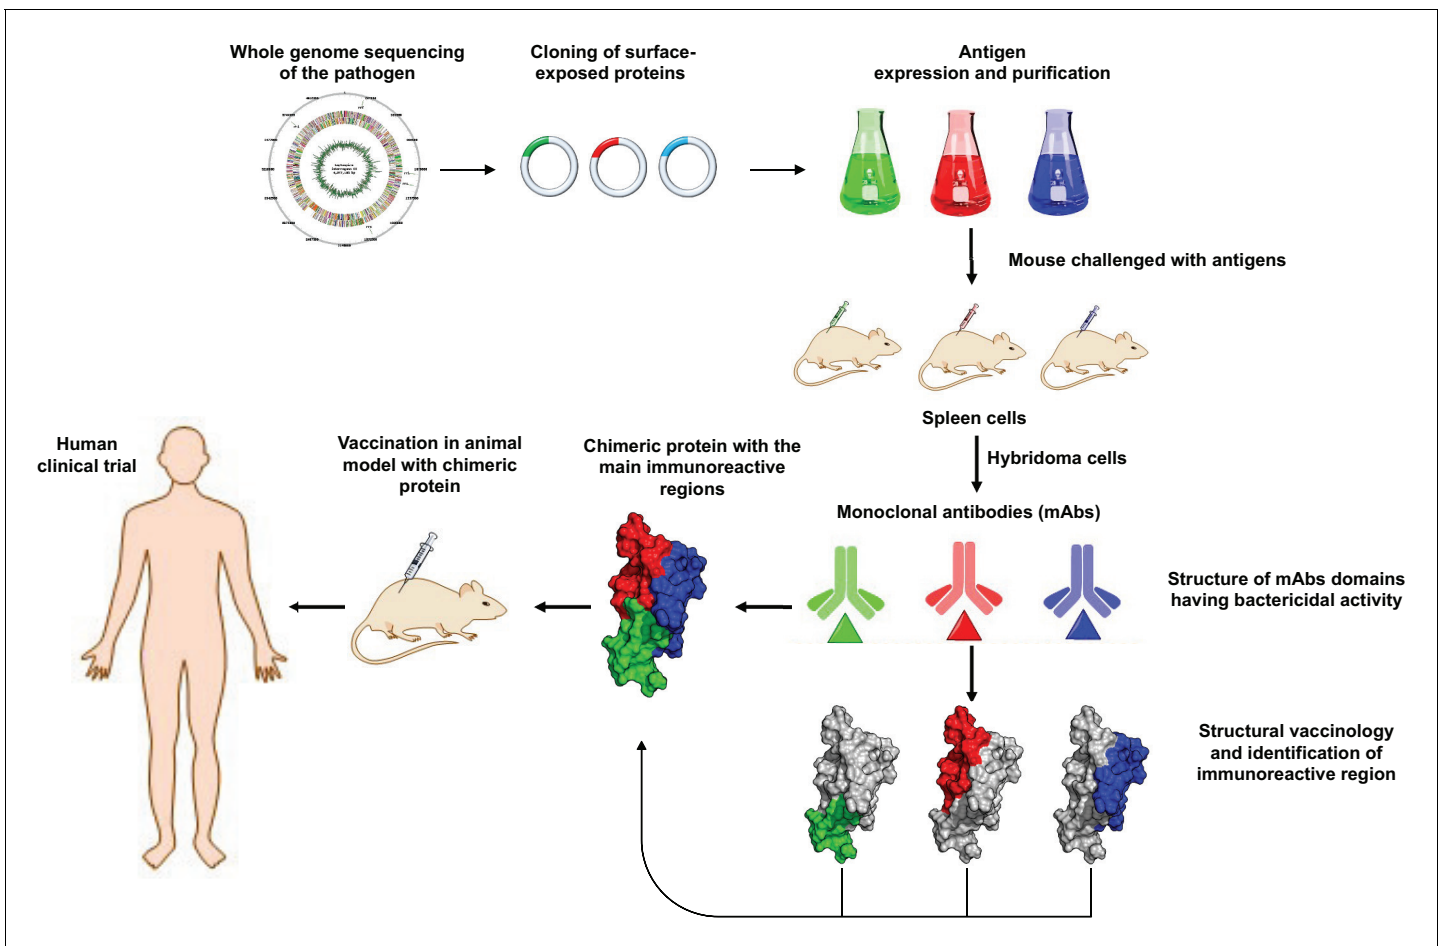 Whole genome sequencing
of the pathogen
Cloning of surface-
exposed proteins
Antigen
expression and purification
Mouse challenged with antigens
Spleen cells
Hybridoma cells
Monoclonal antibodies (mAbs)
Structure of mAbs domains
having bactericidal activity
Structural vaccinology
and identification of
immunoreactive region
Chimeric protein with the
main immunoreactive
regions
Vaccination in animal
model with chimeric
protein
Human
clinical trial